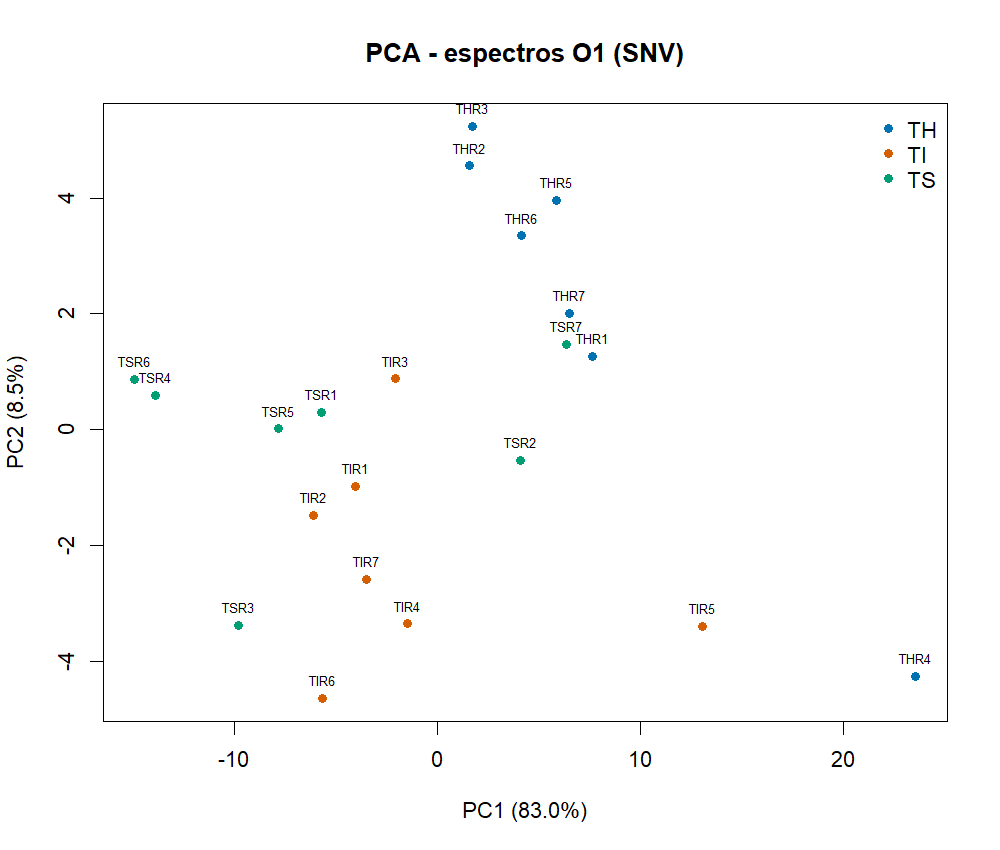 PCA - espectros O1 (SNV)
THR3
TH
THR2
TI
THR5
TS
4
THR6
THR7
2
TSR7
THR1
TSR6
TIR3
TSR4
TSR1
TSR5
0
TSR2
TIR1
TIR2
-2
TIR7
TSR3
TIR4
TIR5
-4
THR4
TIR6
PC2 (8.5%)
-10 0 10 20
PC1 (83.0%)